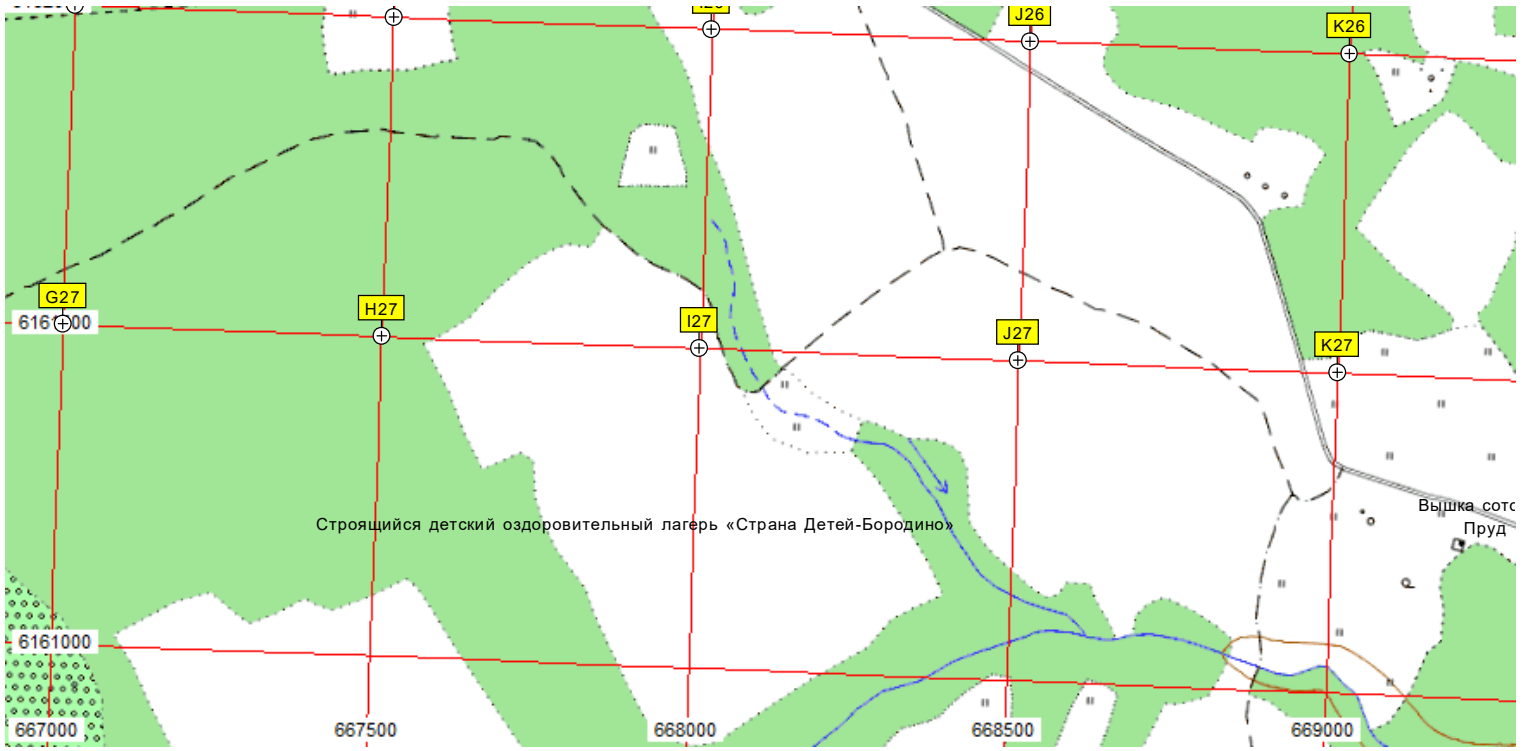 J26
K26
G27
H27
I27
J27
K27
Строящийся детский оздоровительный лагерь «Страна Детей-Бородино»
Вышка сото
Пруд
6161000
667000
667500
668000
668500
669000